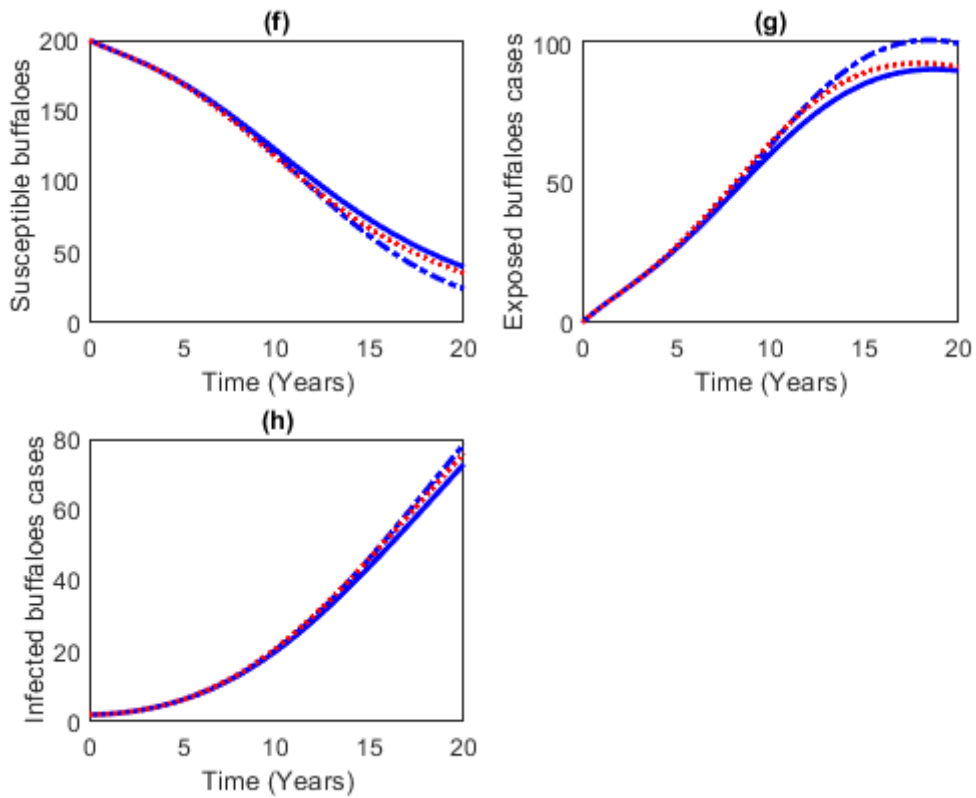 (f)
200
150
100
50
0
Susceptible buffaloes
0 5 10 15 20
Time (Years)
(g)
100
50
0
Exposed buffaloes cases
0 5 10 15 20
Time (Years)
(h)
80
60
40
20
0
Infected buffaloes cases
0 5 10 15 20
Time (Years)